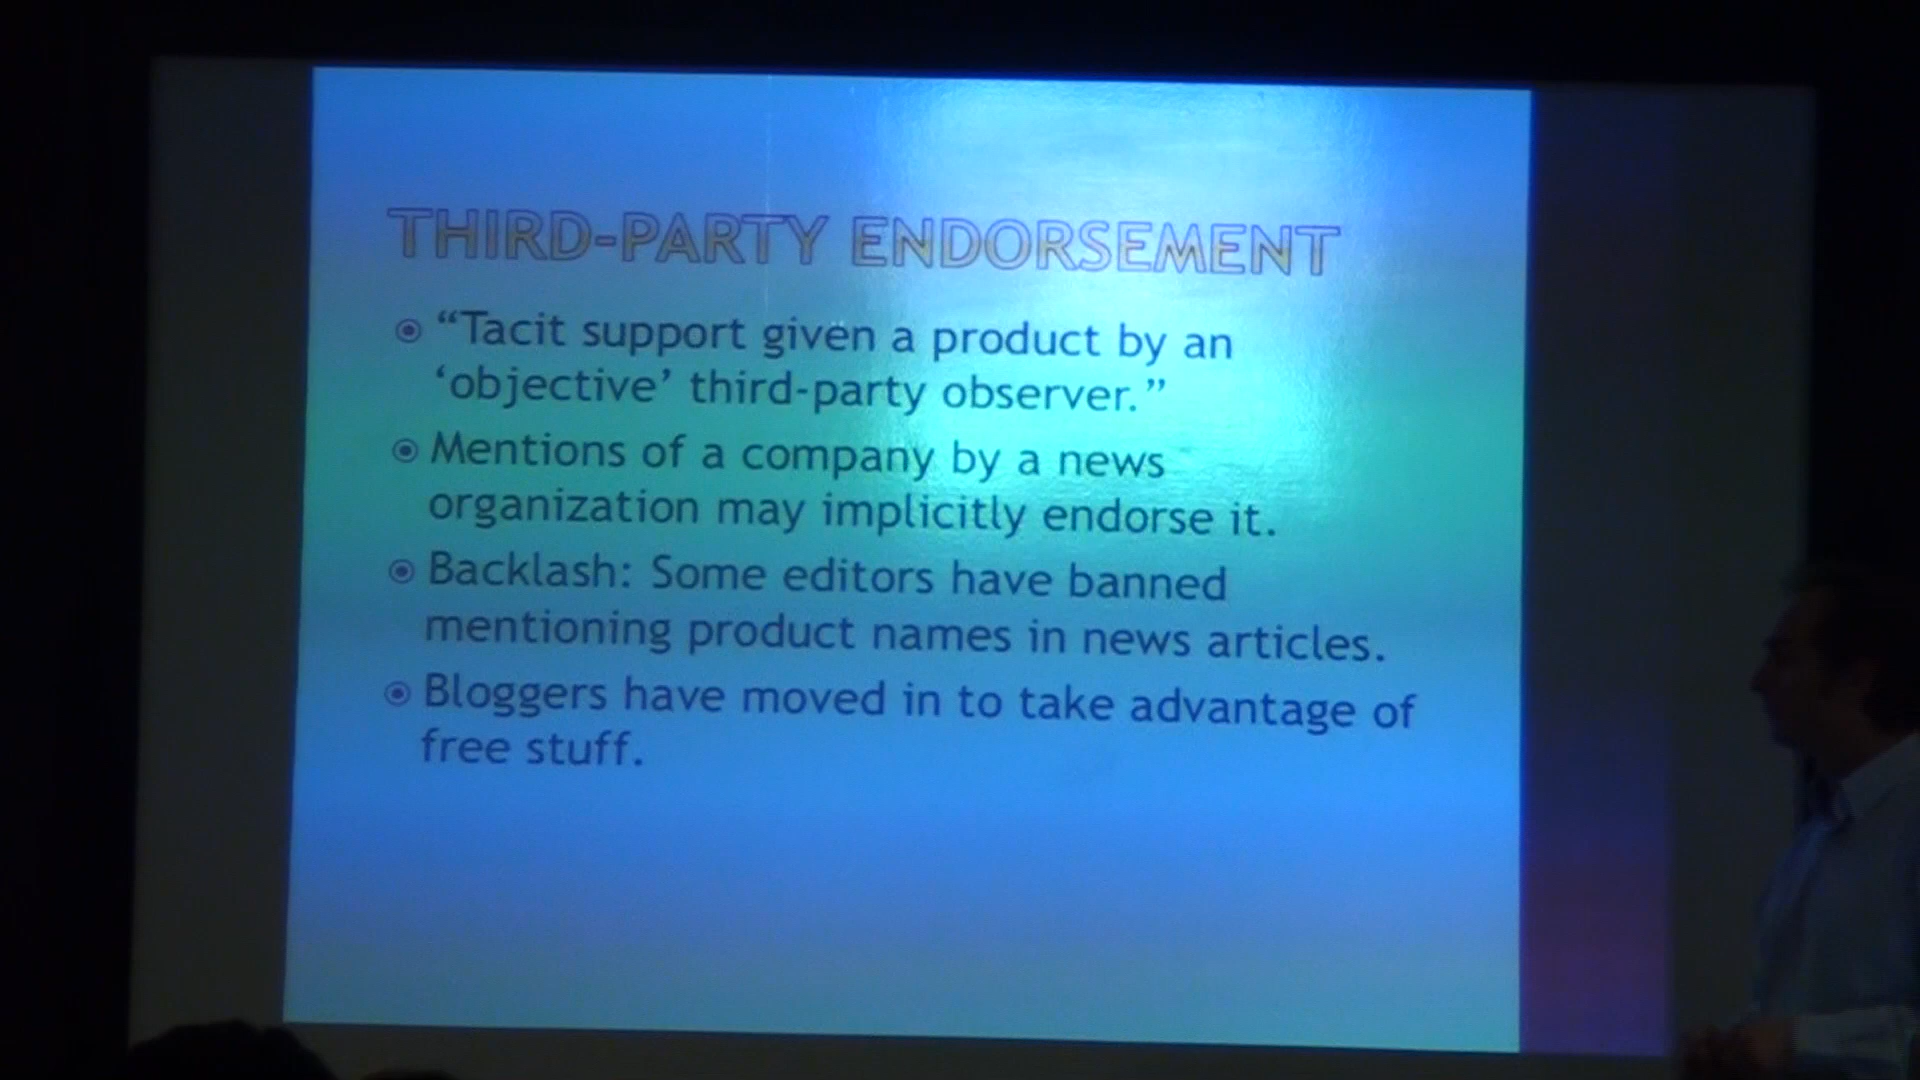 THIRD-PARTY ENDORSEMENT
“Tacit support given a product by an
‘objective’ third-party observer.”
Mentions of a company by a news
organization may implicitly endorse it.
Backlash: Some editors have banned
mentioning product names in news articles.
Bloggers have moved in to take advantage of
free stuff.